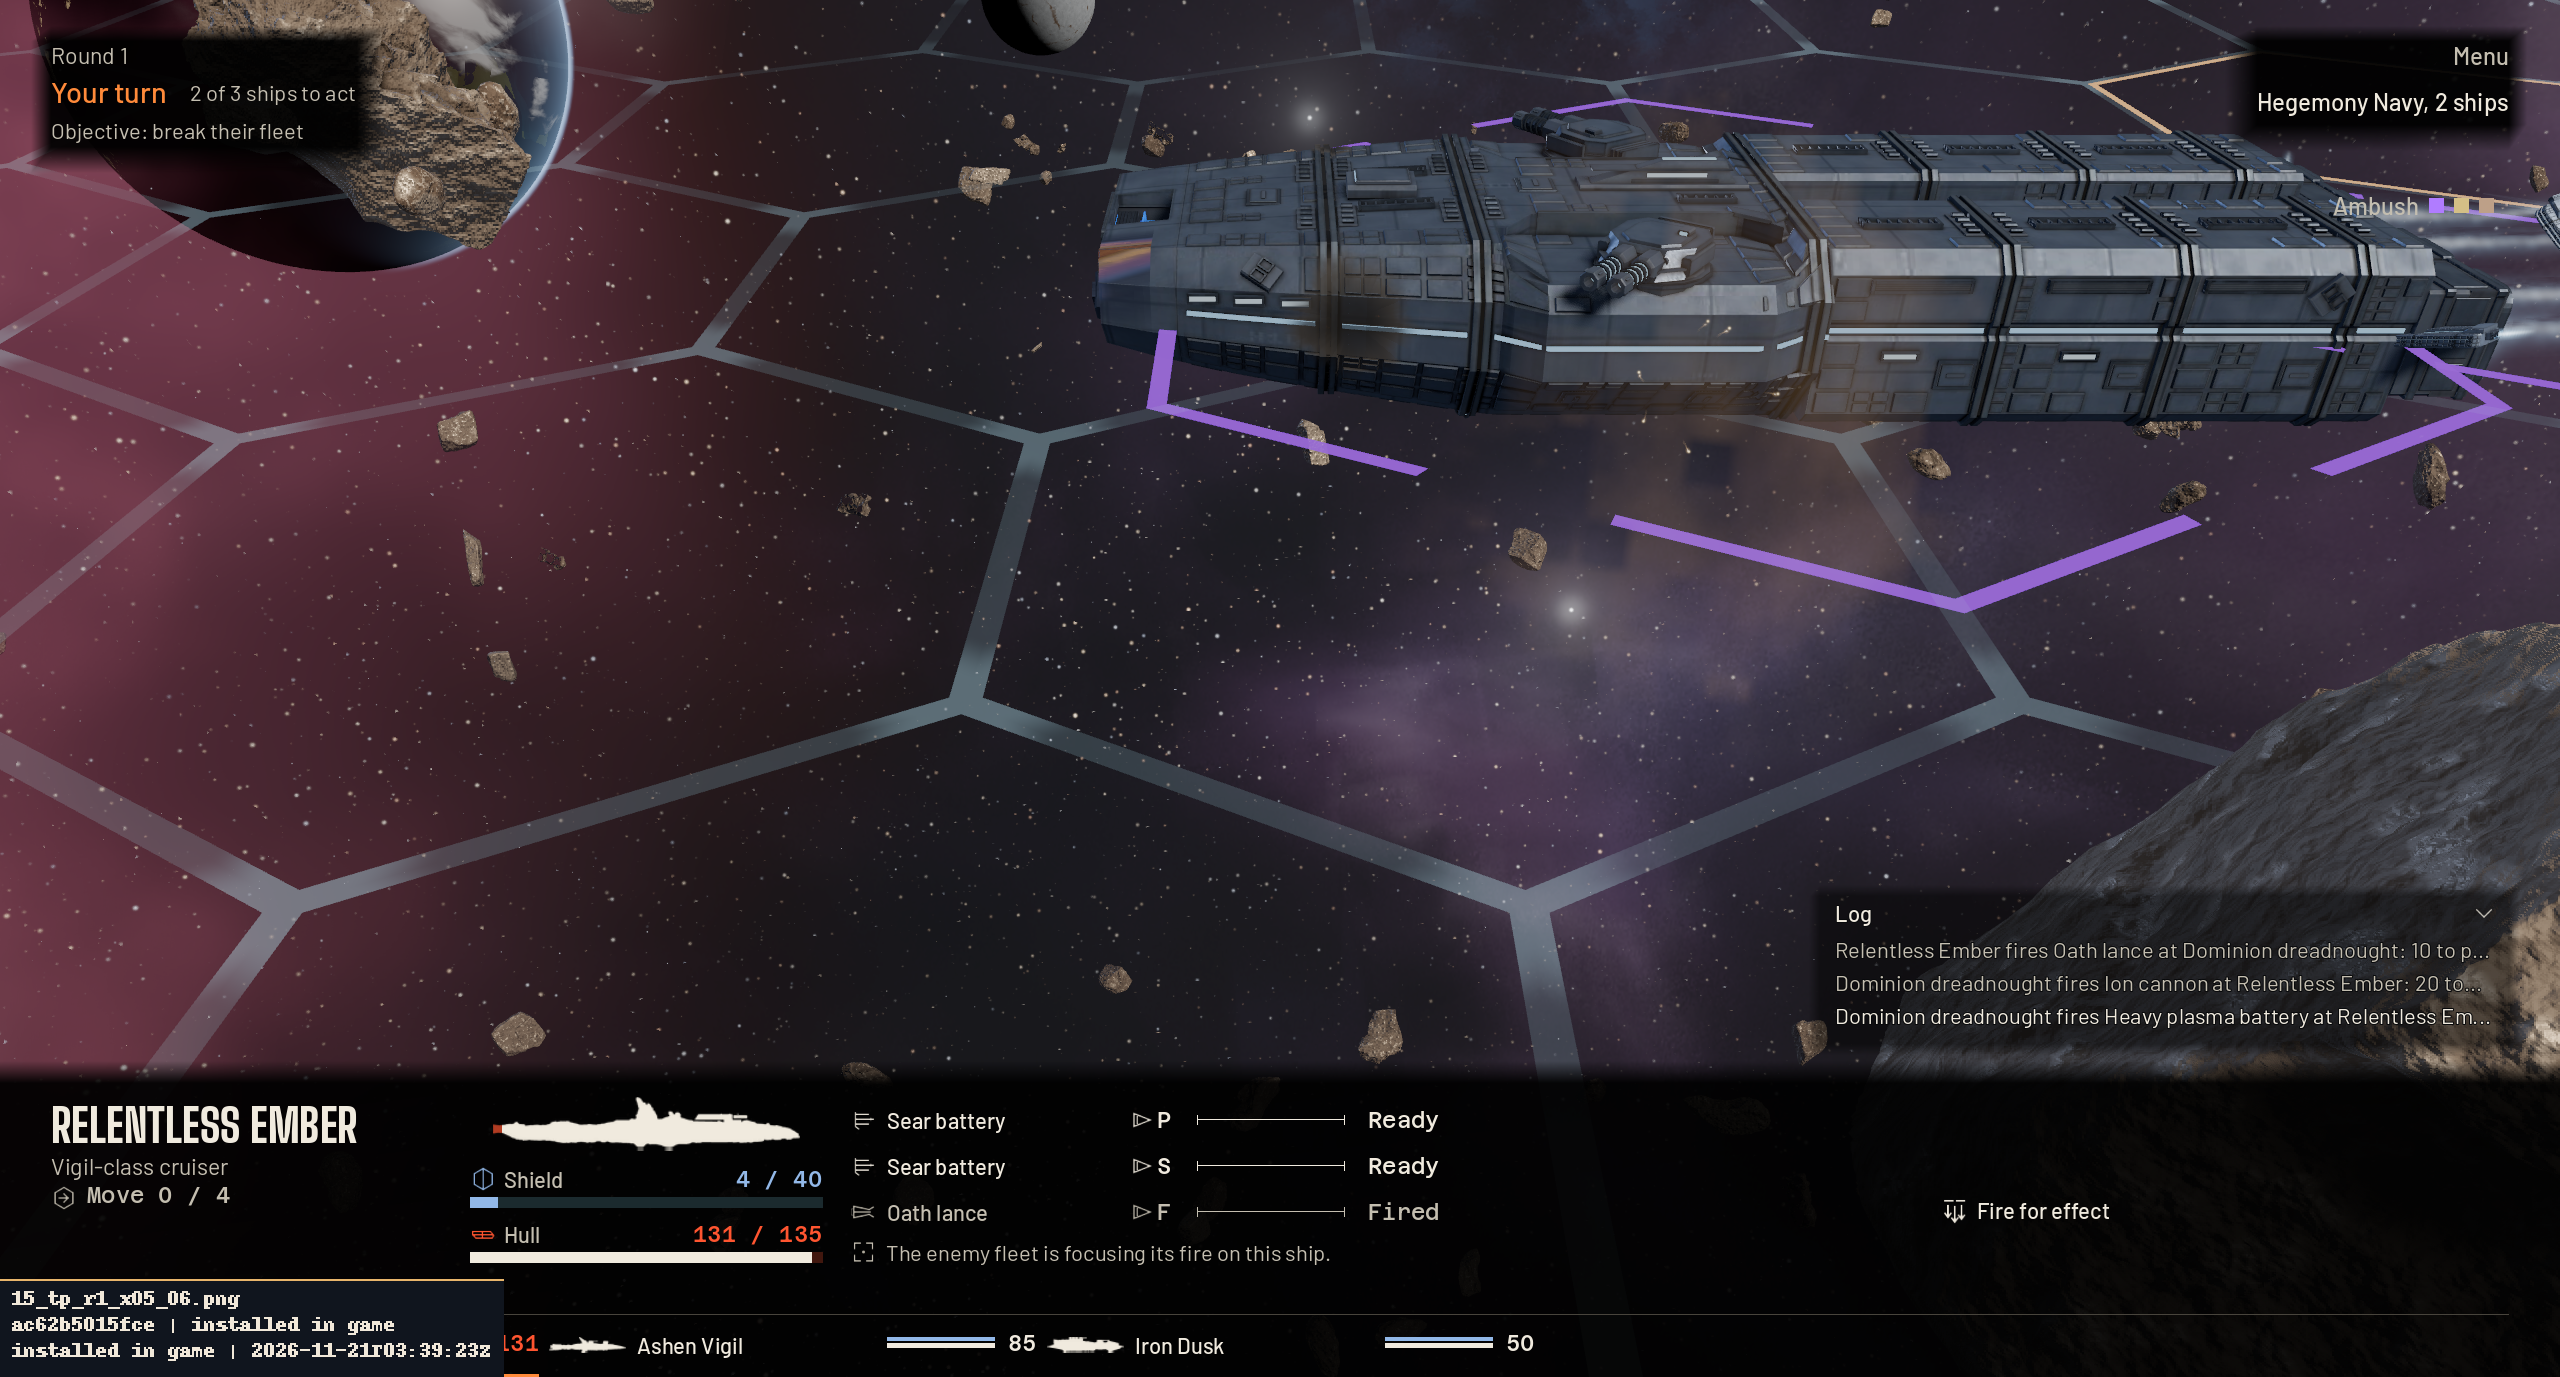 Round 1
Your turn 2 of 3 ships to act
Objective: break their fleet
Menu
Hegemony Navy, 2 ships
Ambush
Log
Relentless Ember fires Oath lance at Dominion dreadnought: 10 to p...
Dominion dreadnought fires Ion cannon at Relentless Ember: 20 to...
Dominion dreadnought fires Heavy plasma battery at Relentless Em...
RELENTLESS EMBER
Vigil-class cruiser
Move 0 / 4
Shield 4 / 40
Hull 131 / 135
Sear battery P Ready
Sear battery S Ready
Oath lance F Fired
The enemy fleet is focusing its fire on this ship.
Fire for effect
15_tp_r1_x05_06.png
ac62b5015fce | installed in game
installed in game | 2026-11-21T03:39:23Z
131 Ashen Vigil 85 Iron Dusk 50